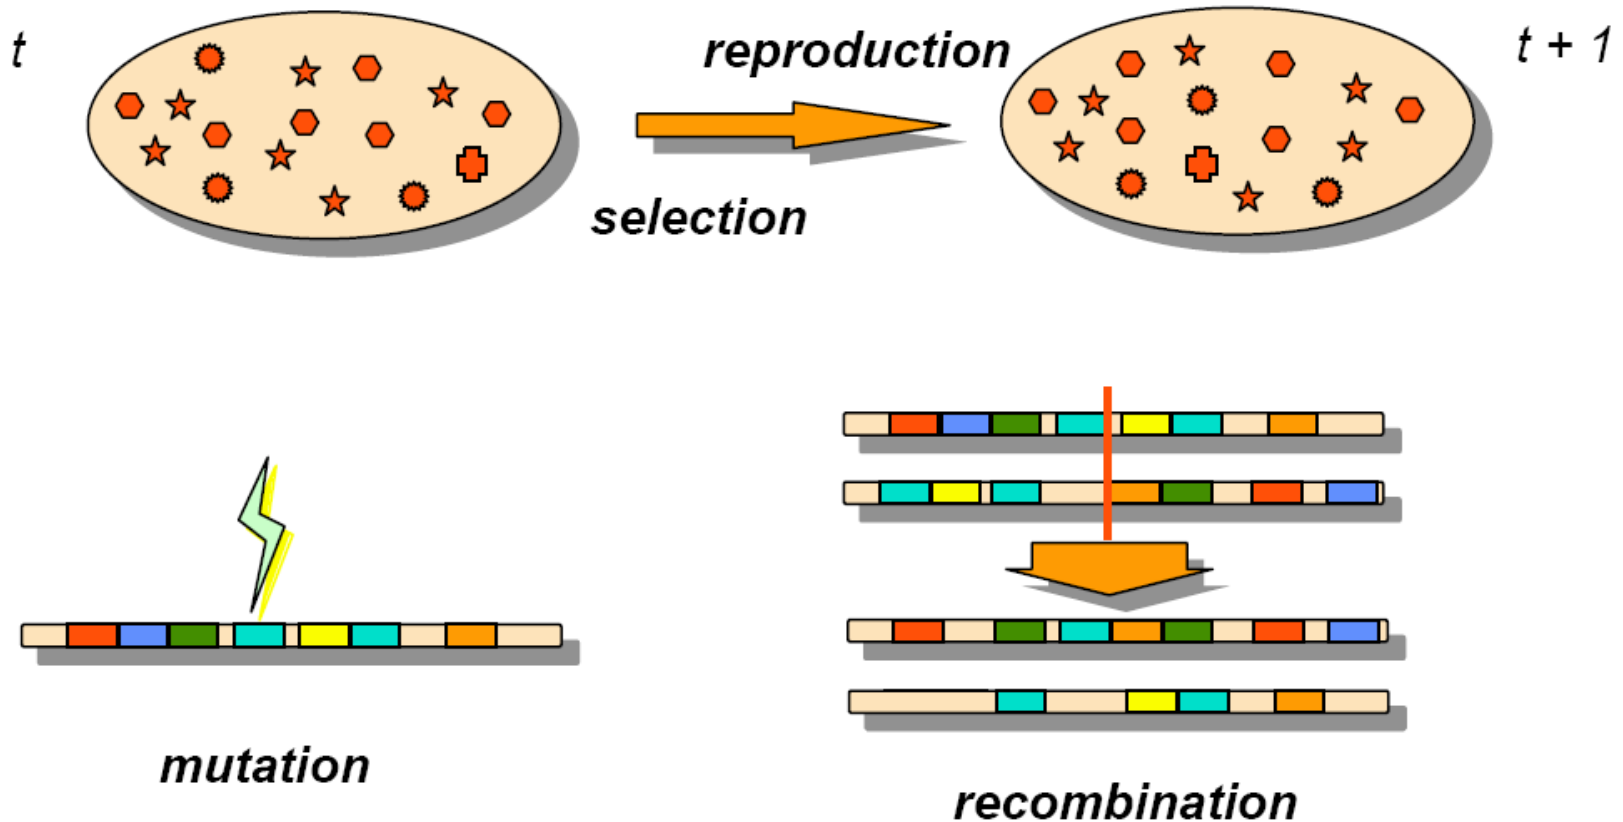 t
reproduction
t + 1
selection
mutation
recombination